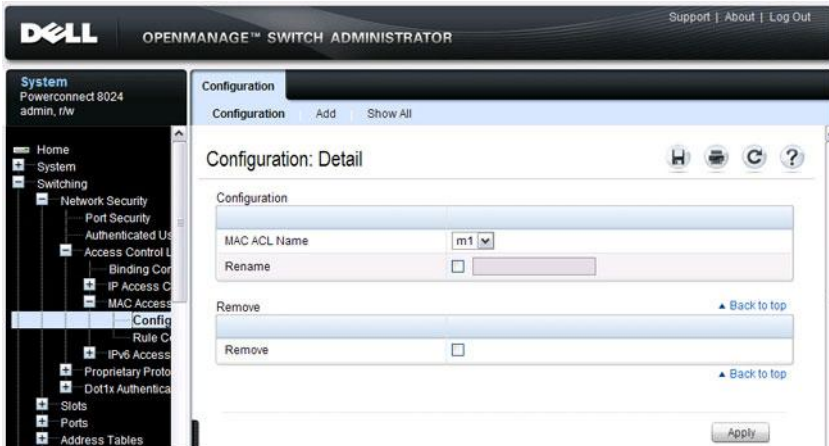 Support | About | Log Out
DELL
OPENMANAGE™ SWITCH ADMINISTRATOR
System
Powerconnect 8024
admin, r/w
Home
System
Switching
Network Security
Port Security
Authenticated Us
Access Control L
Binding Con
IP Access C
MAC Access
Config
Rule Co
IPv6 Access
Proprietary Proto
Dot1x Authentica
Slots
Ports
Address Tables
Configuration
Configuration Add Show All
Configuration: Detail
Configuration
MAC ACL Name m1
Rename
Remove
Back to top
Remove
Back to top
Apply